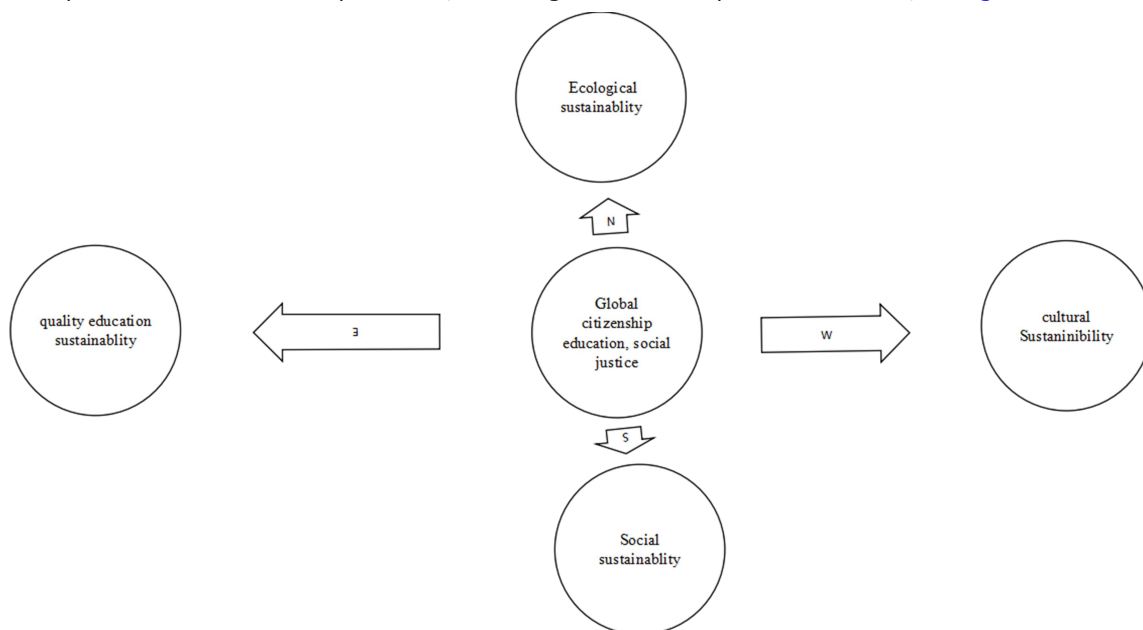 Ecological
sustainablity
N
quality education
sustainablity
E
Global
citizenship
education, social
justice
W
cultural
Sustaninibility
S
Social
sustainablity